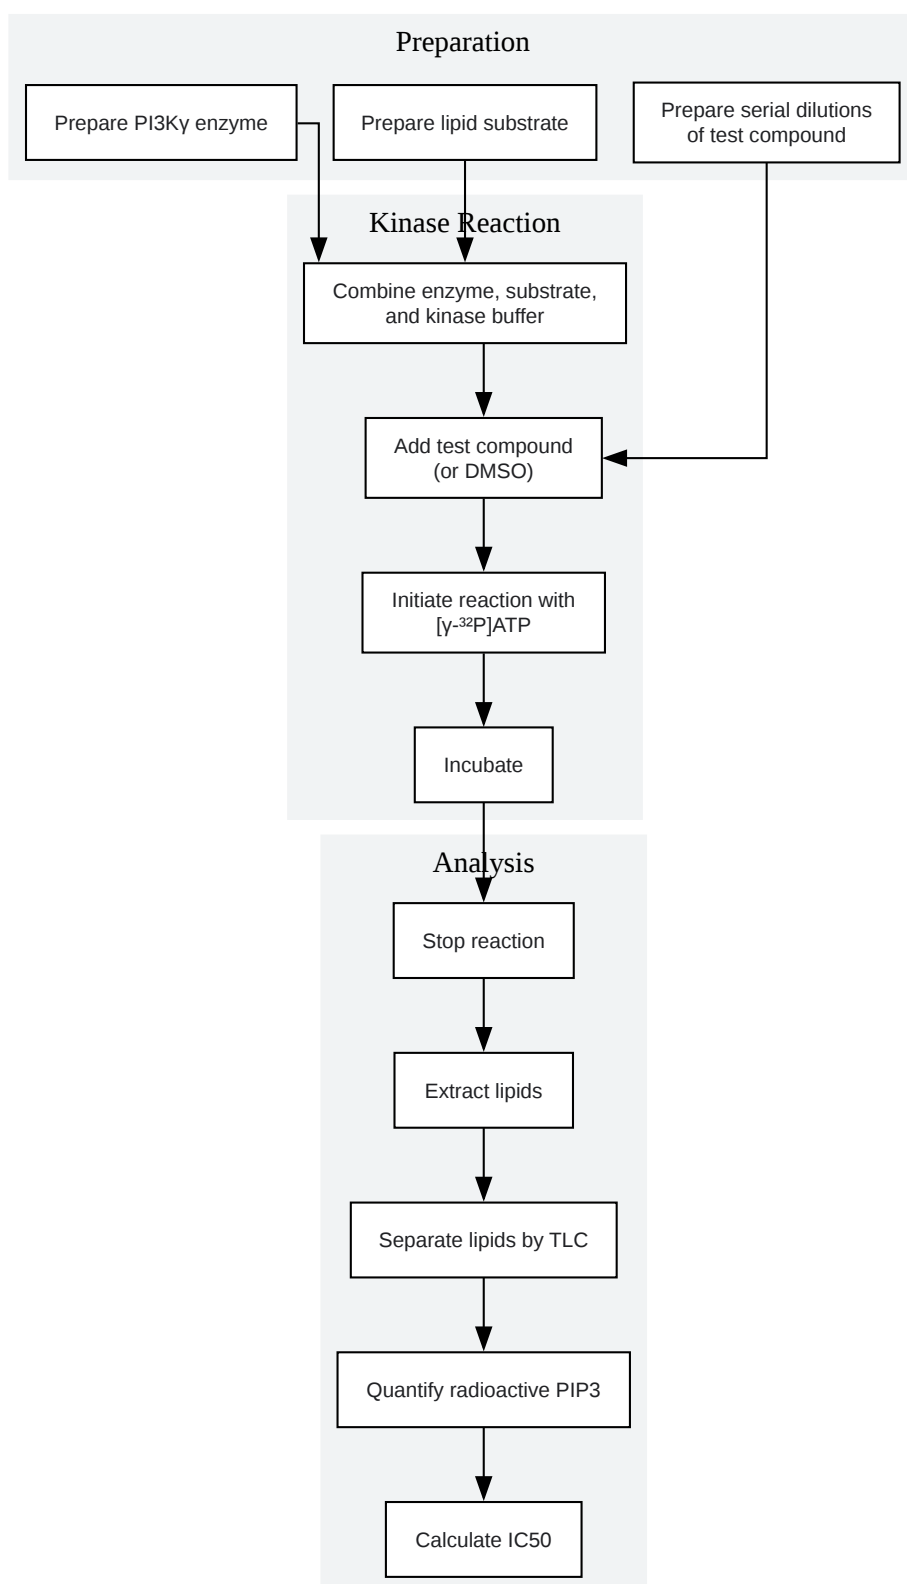 Preparation
Prepare PI3Kγ enzyme
Prepare lipid substrate
Prepare serial dilutions
of test compound
Kinase Reaction
Combine enzyme, substrate,
and kinase buffer
Add test compound
(or DMSO)
Initiate reaction with
[γ-³²P]ATP
Incubate
Analysis
Stop reaction
Extract lipids
Separate lipids by TLC
Quantify radioactive PIP3
Calculate IC50